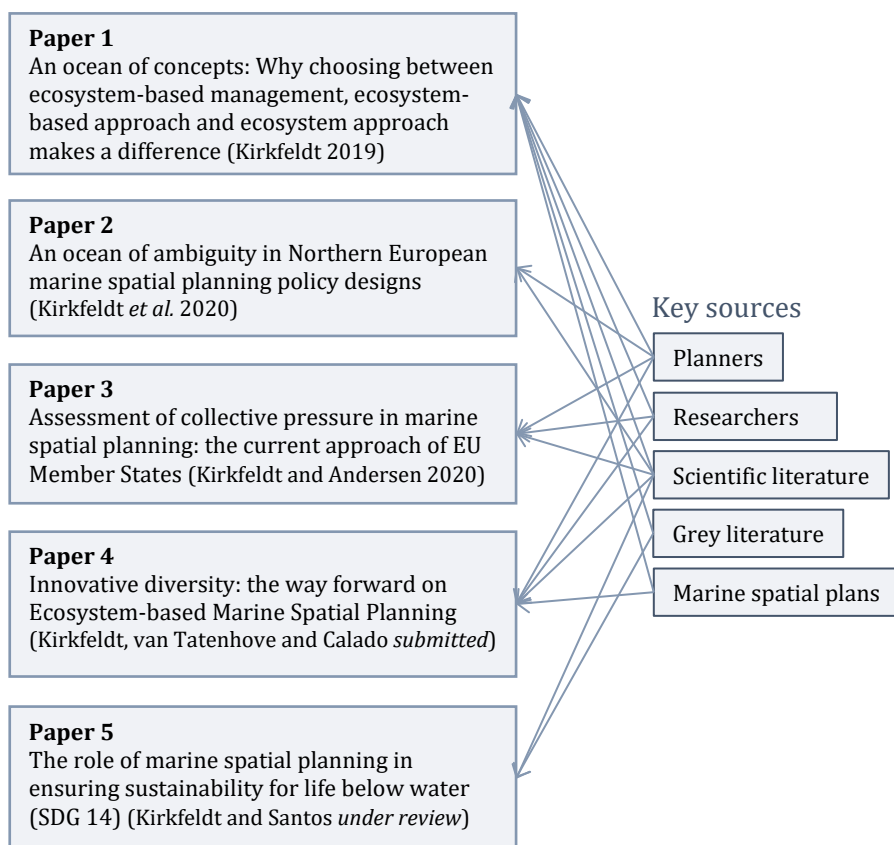 Paper 1
An ocean of concepts: Why choosing between
ecosystem-based management, ecosystem-
based approach and ecosystem approach
makes a difference (Kirkfeldt 2019)
Paper 2
An ocean of ambiguity in Northern European
marine spatial planning policy designs
(Kirkfeldt et al. 2020)
Paper 3
Assessment of collective pressure in marine
spatial planning: the current approach of EU
Member States (Kirkfeldt and Andersen 2020)
Paper 4
Innovative diversity: the way forward on
Ecosystem-based Marine Spatial Planning
(Kirkfeldt, van Tatenhove and Calado submitted)
Paper 5
The role of marine spatial planning in
ensuring sustainability for life below water
(SDG 14) (Kirkfeldt and Santos under review)
Key sources
Planners
Researchers
Scientific literature
Grey literature
Marine spatial plans